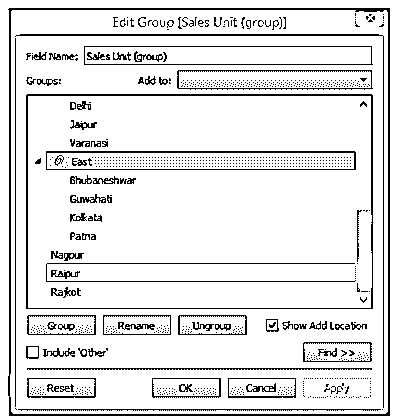 Edit Group [Sales Unit (group)]
Field Name: Sales Unit (group)
Groups: Add to:
Delhi
Jaipur
Varanasi
East
Bhubaneshwar
Guwahati
Kolkata
Patna
Nagpur
Raipur
Rajkot
Group Rename Ungroup Show Add Location
Include 'Other' Find >>
Reset OK Cancel Apply